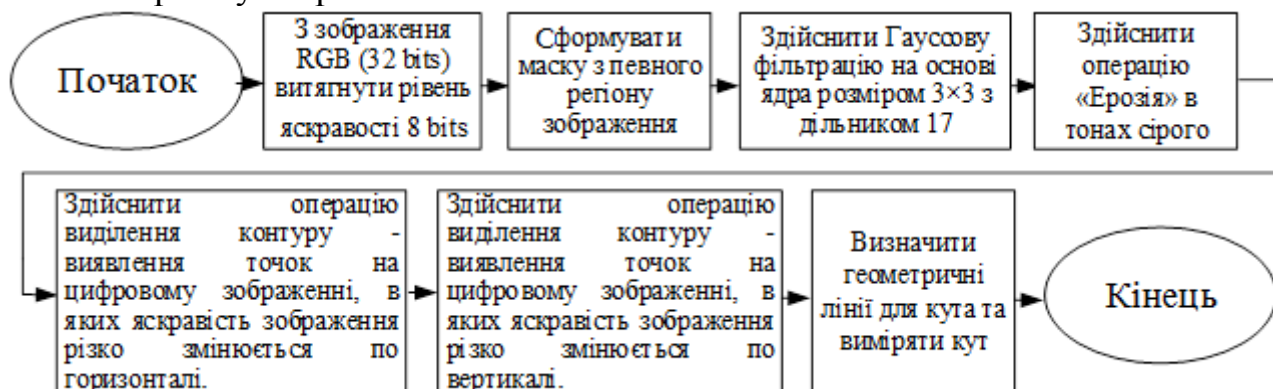 Початок
З зображення
RGB (32 bits)
витягнути рівень
яскравості 8 bits
Сформувати
маску з певного
регіону
зображення
Здійснити Гауссову
фільтрацію на основі
ядра розміром 3×3 з
дільником 17
Здійснити
операцію
«Ерозія» в
тонах сірого
Здійснити операцію
виділення контуру -
виявлення точок на
цифровому зображенні, в
яких яскравість зображення
різко змінюється по
горизонталі.
Здійснити операцію
виділення контуру -
виявлення точок на
цифровому зображенні, в
яких яскравість зображення
різко змінюється по
вертикалі.
Визначити
геометричні
лінії для кута та
виміряти кут
Кінець